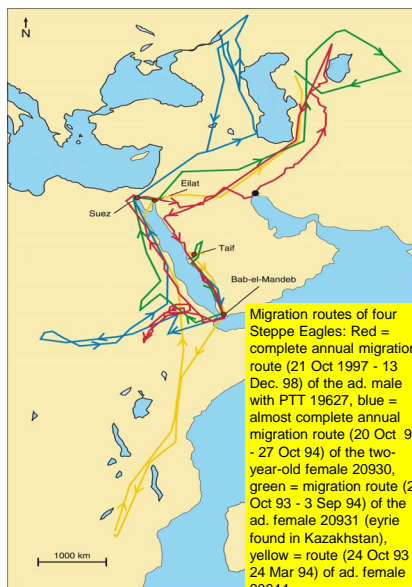 N
Eilat
Suez
Taif
Bab-el-Mandeb
Migration routes of four
Steppe Eagles: Red =
complete annual migration
route (21 Oct 1997 - 13
Dec. 98) of the ad. male
with PTT 19627, blue =
almost complete annual
migration route (20 Oct 9
- 27 Oct 94) of the two-
year-old female 20930,
green = migration route (2
Oct 93 - 3 Sep 94) of the
ad. female 20931 (eyrie
found in Kazakhstan),
yellow = route (24 Oct 93
24 Mar 94) of ad. female
1000 km